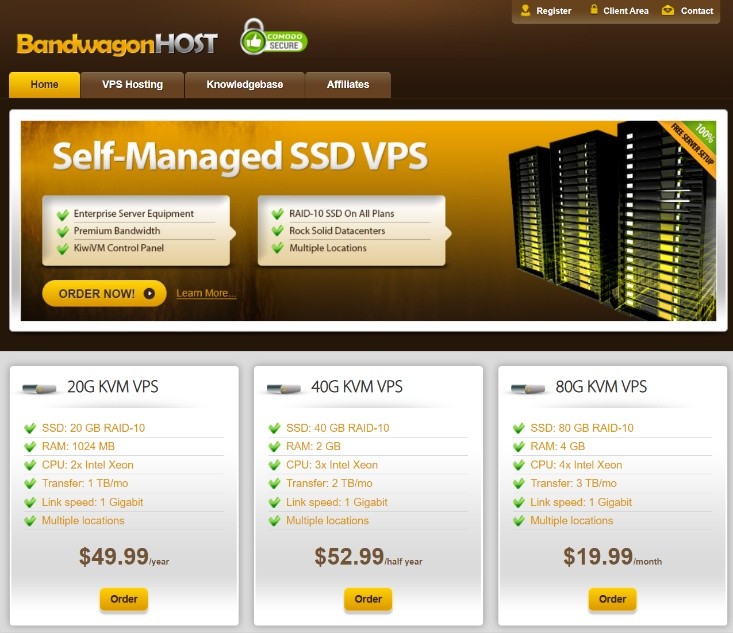 Register
Client Area
Contact
BandwagonHOST
COMODO
SECURE
Home
VPS Hosting
Knowledgebase
Affiliates
100%
FREE SERVER SETUP
Self-Managed SSD VPS
Enterprise Server Equipment
Premium Bandwidth
KiwiVM Control Panel
RAID-10 SSD On All Plans
Rock Solid Datacenters
Multiple Locations
ORDER NOW!
Learn More...
20G KVM VPS
SSD: 20 GB RAID-10
RAM: 1024 MB
CPU: 2x Intel Xeon
Transfer: 1 TB/mo
Link speed: 1 Gigabit
Multiple locations
$49.99/year
Order
40G KVM VPS
SSD: 40 GB RAID-10
RAM: 2 GB
CPU: 3x Intel Xeon
Transfer: 2 TB/mo
Link speed: 1 Gigabit
Multiple locations
$52.99/half year
Order
80G KVM VPS
SSD: 80 GB RAID-10
RAM: 4 GB
CPU: 4x Intel Xeon
Transfer: 3 TB/mo
Link speed: 1 Gigabit
Multiple locations
$19.99/month
Order